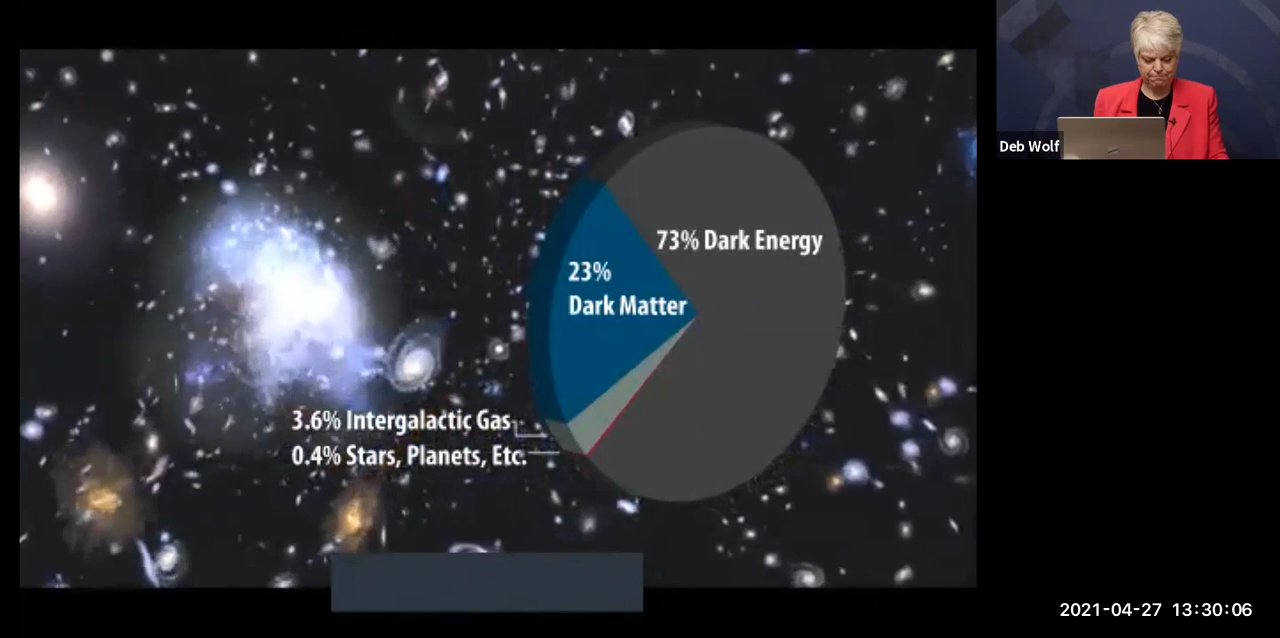 73% Dark Energy
23%
Dark Matter
3.6% Intergalactic Gas
0.4% Stars, Planets, Etc.
Deb Wolf
2021-04-27 13:30:06